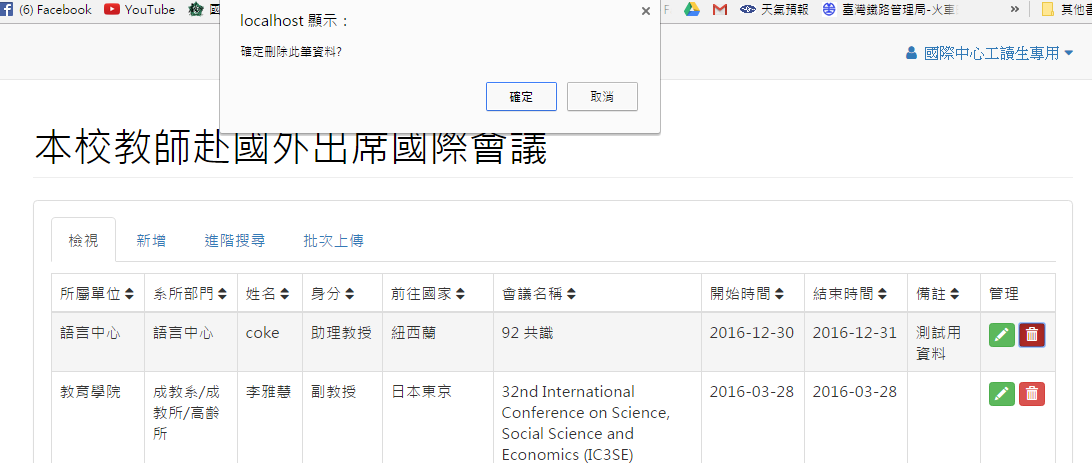 (6) Facebook YouTube 天氣預報 臺灣鐵路管理局-火車 » 其他書
localhost 顯示：
確定刪除此筆資料?
確定 取消
國際中心工讀生專用
本校教師赴國外出席國際會議
檢視 新增 進階搜尋 批次上傳
所屬單位 系所部門 姓名 身分 前往國家 會議名稱 開始時間 結束時間 備註 管理
語言中心 語言中心 coke 助理教授 紐西蘭 92 共識 2016-12-30 2016-12-31 測試用
資料
教育學院 成教系/成 李雅慧 副教授 日本東京 32nd International 2016-03-28 2016-03-28
教所/高齡 Conference on Science,
所 Social Science and
Economics (IC3SE)